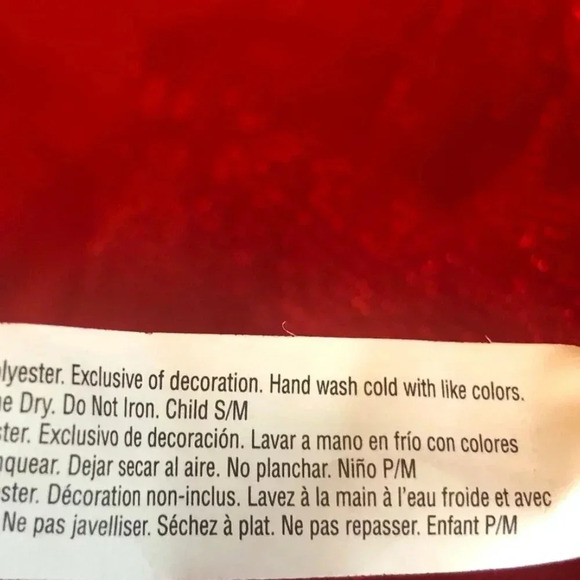 lyester. Exclusive of decoration. Hand wash cold with like colors.
e Dry. Do Not Iron. Child S/M
ster. Exclusivo de decoración. Lavar a mano en frío con colores
nquear. Dejar secar al aire. No planchar. Niño P/M
ster. Décoration non-inclus. Lavez à la main à l'eau froide et avec
Ne pas javelliser. Séchez à plat. Ne pas repasser. Enfant P/M